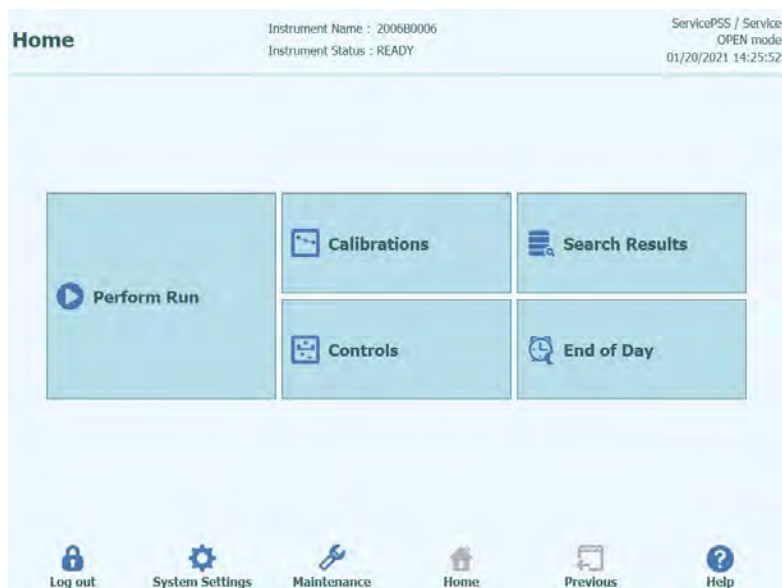 Home
Instrument Name : 2006B0006
Instrument Status : READY
ServicePSS / Service
OPEN mode
01/20/2021 14:25:52
Perform Run
Calibrations
Search Results
Controls
End of Day
Log out
System Settings
Maintenance
Home
Previous
Help